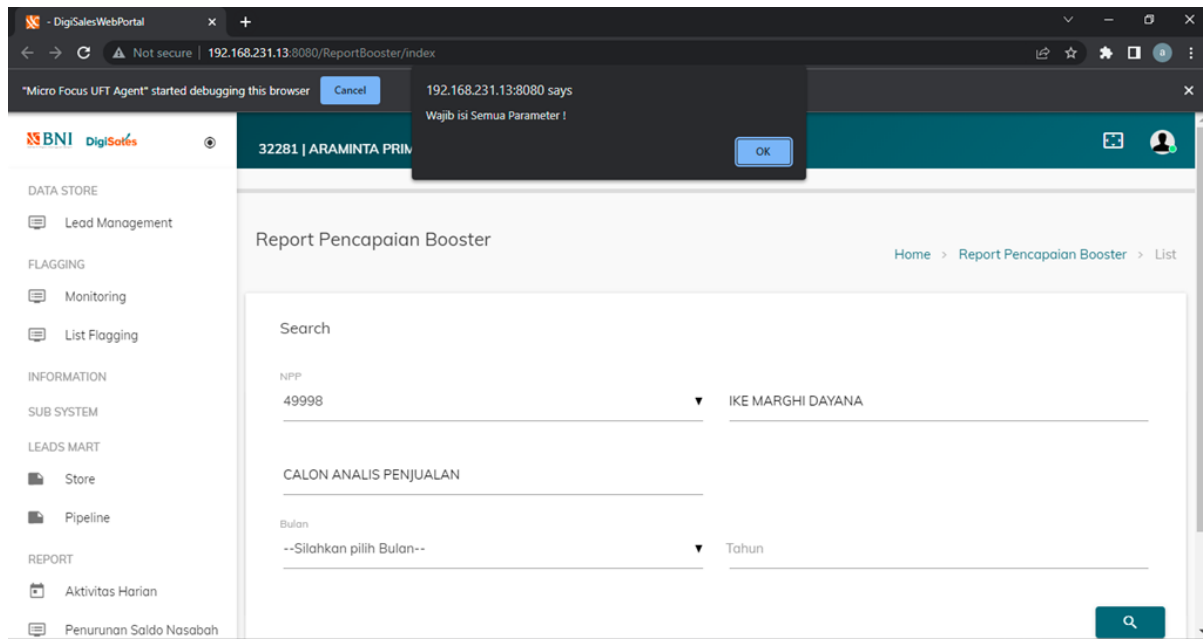 - DigiSalesWebPortal
Not secure | 192.168.231.13:8080/ReportBooster/index
a
"Micro Focus UFT Agent" started debugging this browser Cancel
192.168.231.13:8080 says
Wajib isi Semua Parameter !
OK
BNI DigiSales
32281 | ARAMINTA PRIM
DATA STORE
Lead Management
FLAGGING
Monitoring
List Flagging
INFORMATION
SUB SYSTEM
LEADS MART
Store
Pipeline
REPORT
Aktivitas Harian
Penurunan Saldo Nasabah
Report Pencapaian Booster
Home > Report Pencapaian Booster > List
Search
NPP
49998 IKE MARGHI DAYANA
CALON ANALIS PENJUALAN
Bulan
--Silahkan pilih Bulan-- Tahun